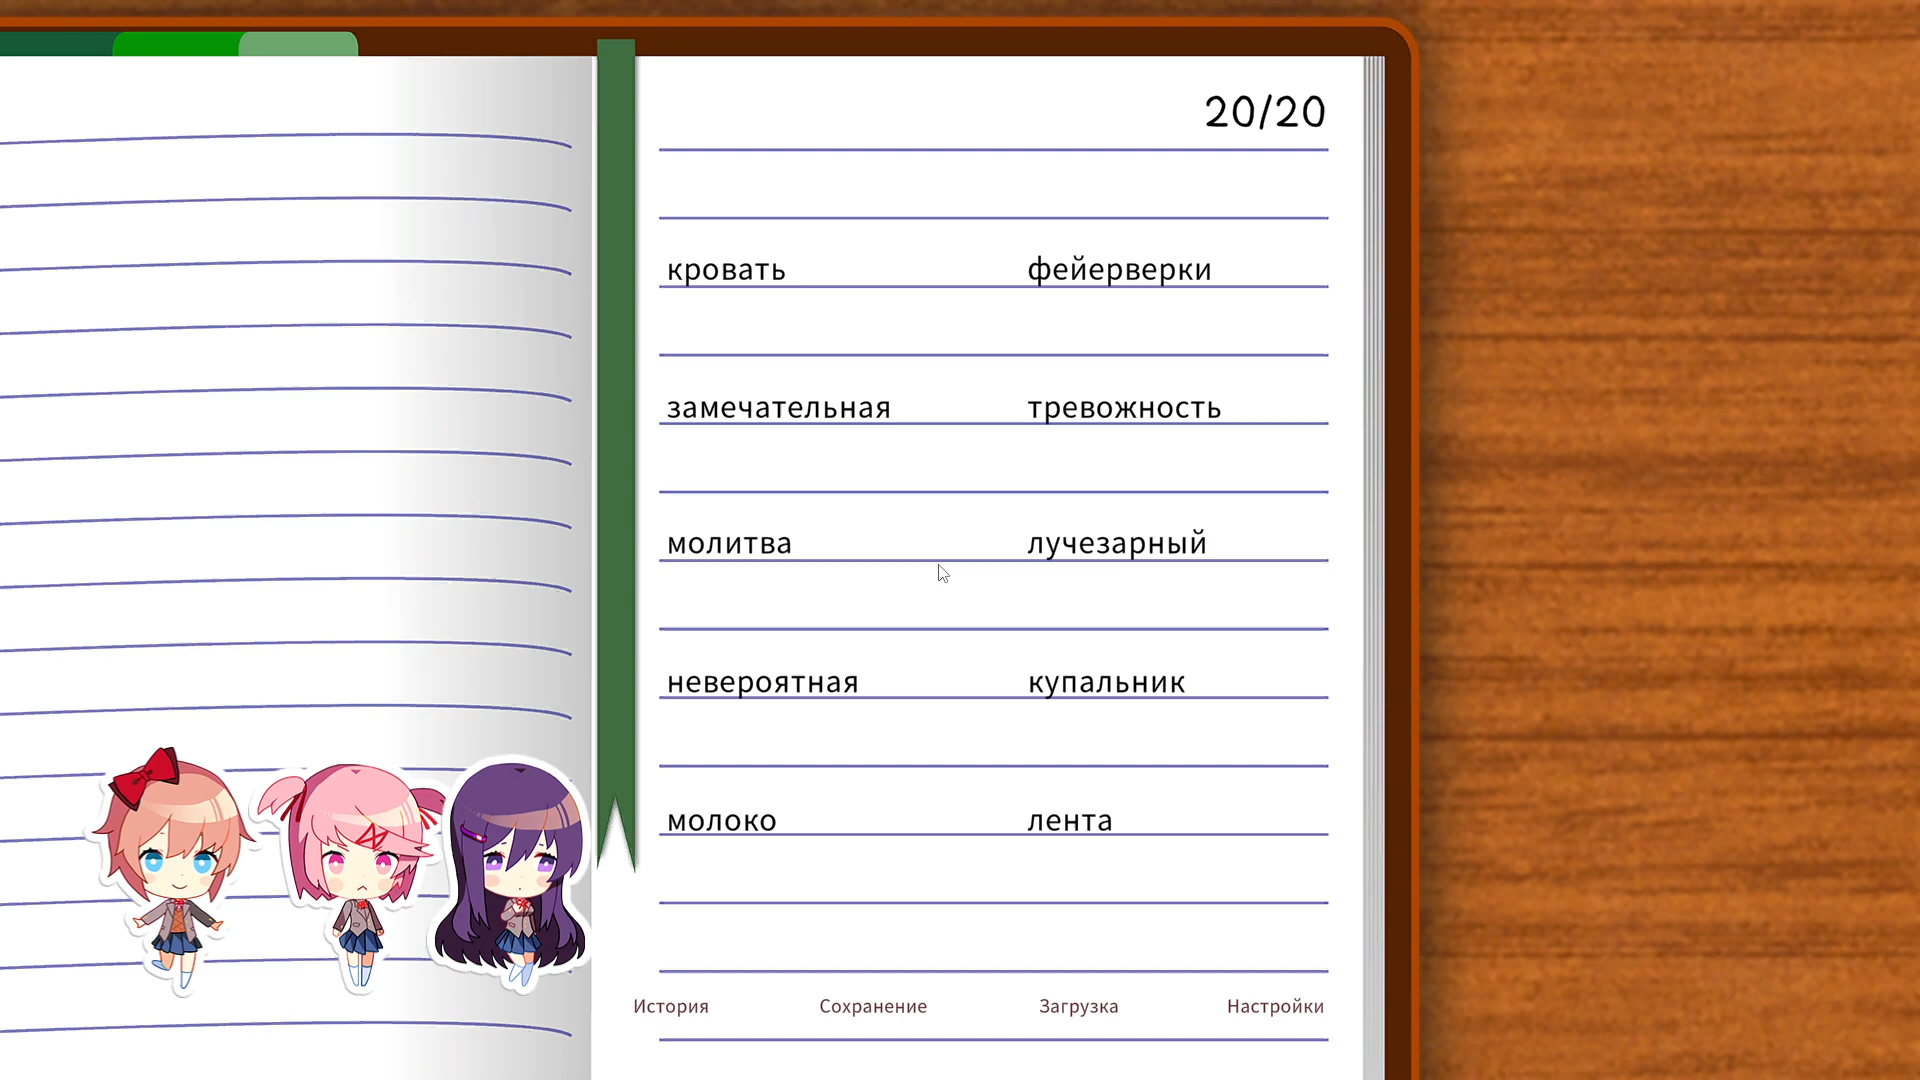 20/20
кровать фейерверки
замечательная тревожность
молитва лучезарный
невероятная купальник
молоко лента
История Сохранение Загрузка Настройки